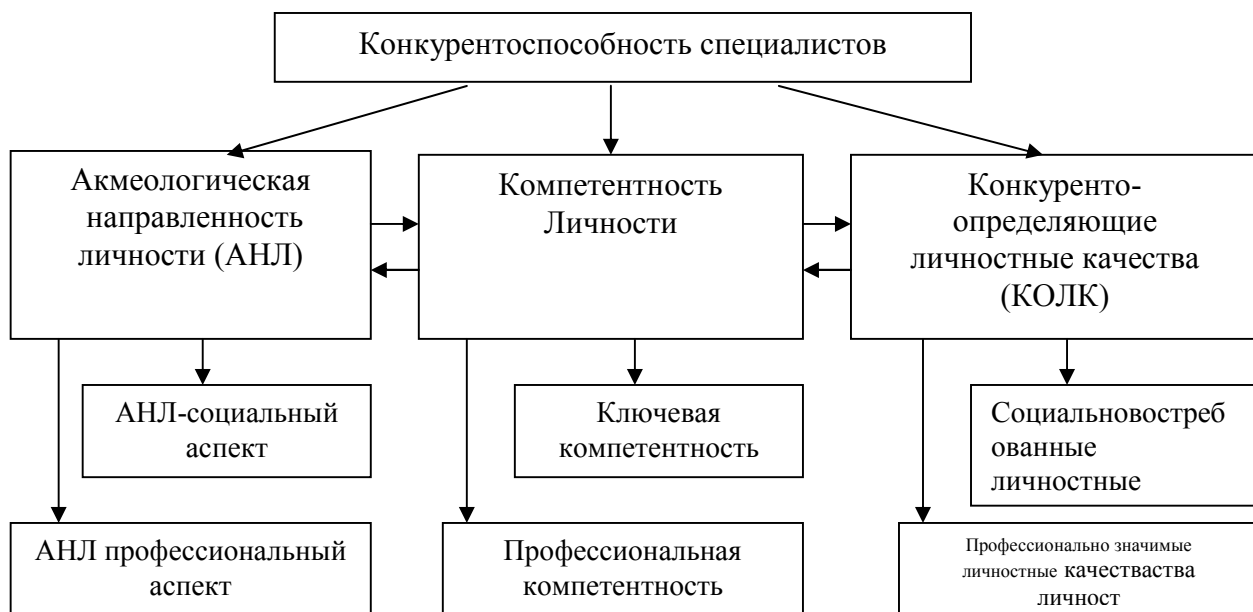 Конкурентоспособность специалистов
Акмеологическая
направленность
личности (АНЛ)
Компетентность
Личности
Конкуренто-
определяющие
личностные качества
(КОЛК)
АНЛ-социальный
аспект
Ключевая
компетентность
Социальновостреб
ованные
личностные
АНЛ профессиональный
аспект
Профессиональная
компетентность
Профессионально значимые
личностные качествастваа
личност